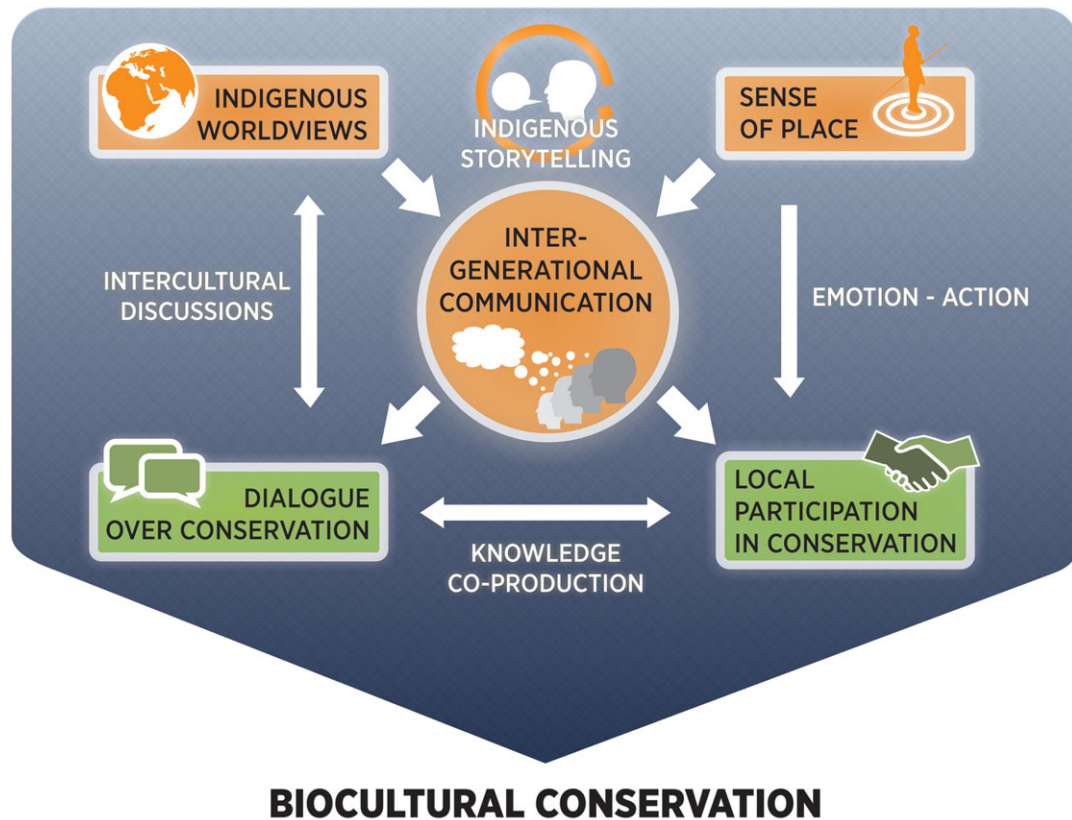 INDIGENOUS
WORLDVIEWS
INDIGENOUS
STORYTELLING
SENSE
OF PLACE
INTER-
GENERATIONAL
COMMUNICATION
INTERCULTURAL
DISCUSSIONS
EMOTION - ACTION
DIALOGUE
OVER CONSERVATION
KNOWLEDGE
CO-PRODUCTION
LOCAL
PARTICIPATION
IN CONSERVATION
BIOCULTURAL CONSERVATION